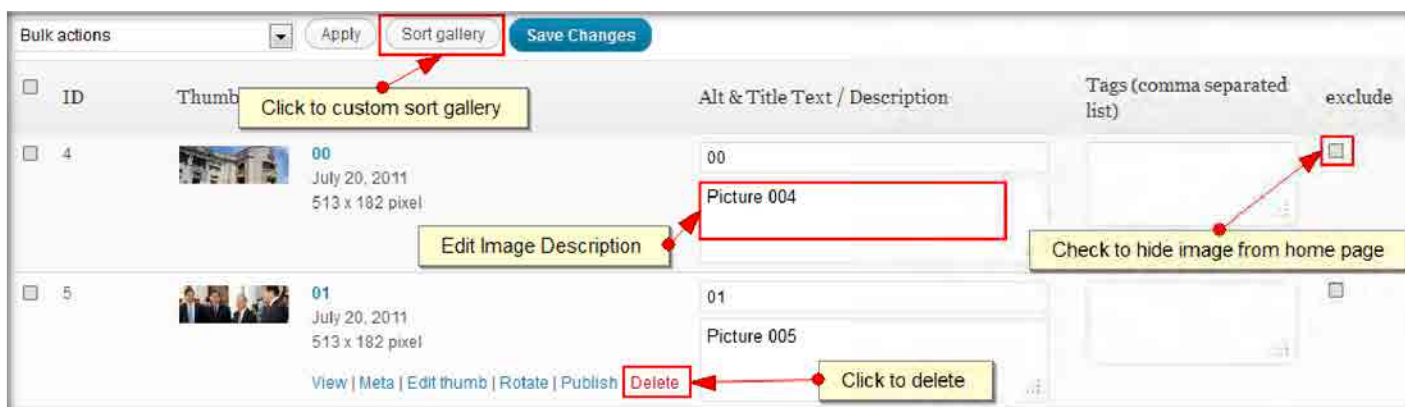 Bulk actions Apply Sort gallery Save Changes
ID Thumb Alt & Title Text / Description Tags (comma separated list) exclude
Click to custom sort gallery
4 00 00
July 20, 2011
513 x 182 pixel
Picture 004
Edit Image Description
Check to hide image from home page
5 01 01
July 20, 2011
513 x 182 pixel
Picture 005
View | Meta | Edit thumb | Rotate | Publish Delete
Click to delete